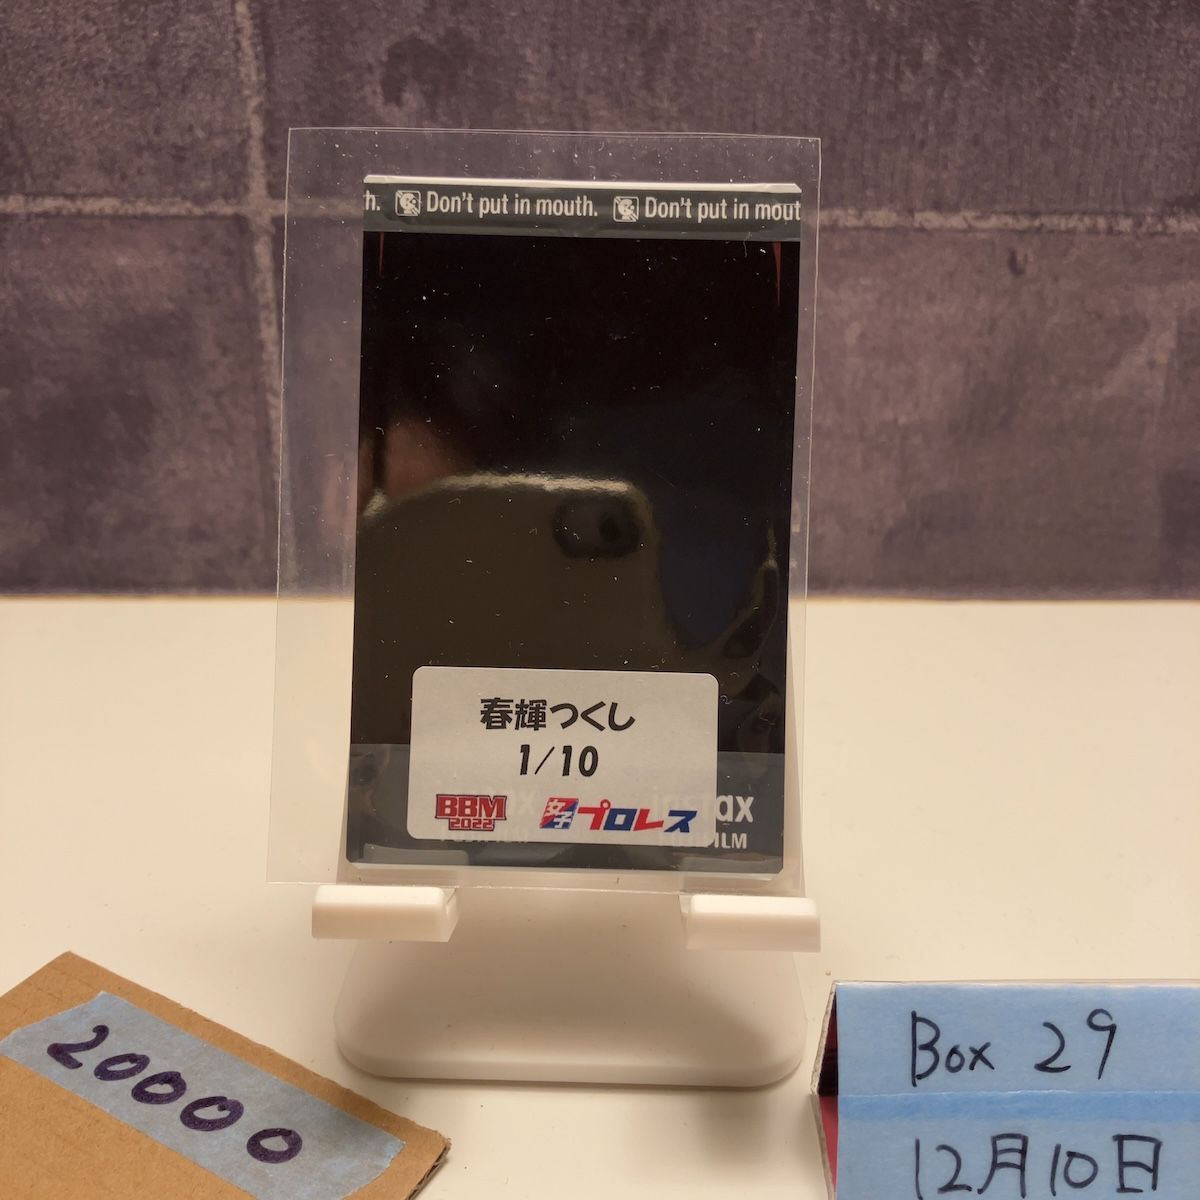 h. Don't put in mouth. Don't put in mout
春輝つくし
1/10
BBM 2022 女子プロレス
instax
FUJIFILM
20000
Box 29
12月10日